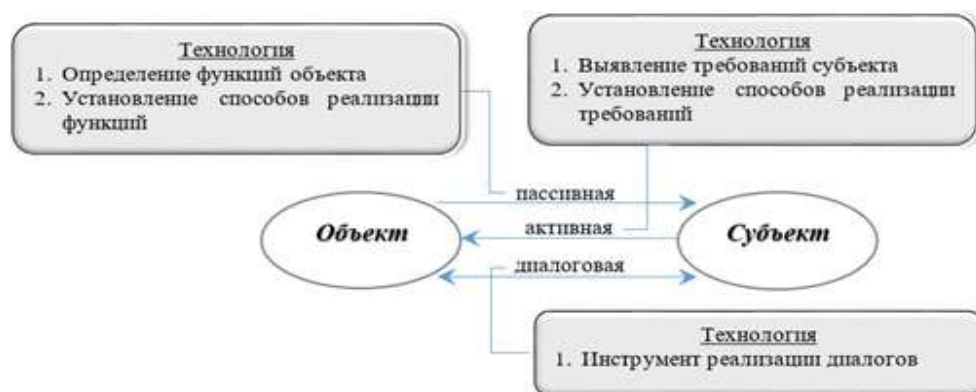 Технология
1. Определение функций объекта
2. Установление способов реализации
функций
Технология
1. Выявление требований субъекта
2. Установление способов реализации
требований
пассивная
Объект
активная
Субъект
диалоговая
Технология
1. Инструмент реализации диалогов